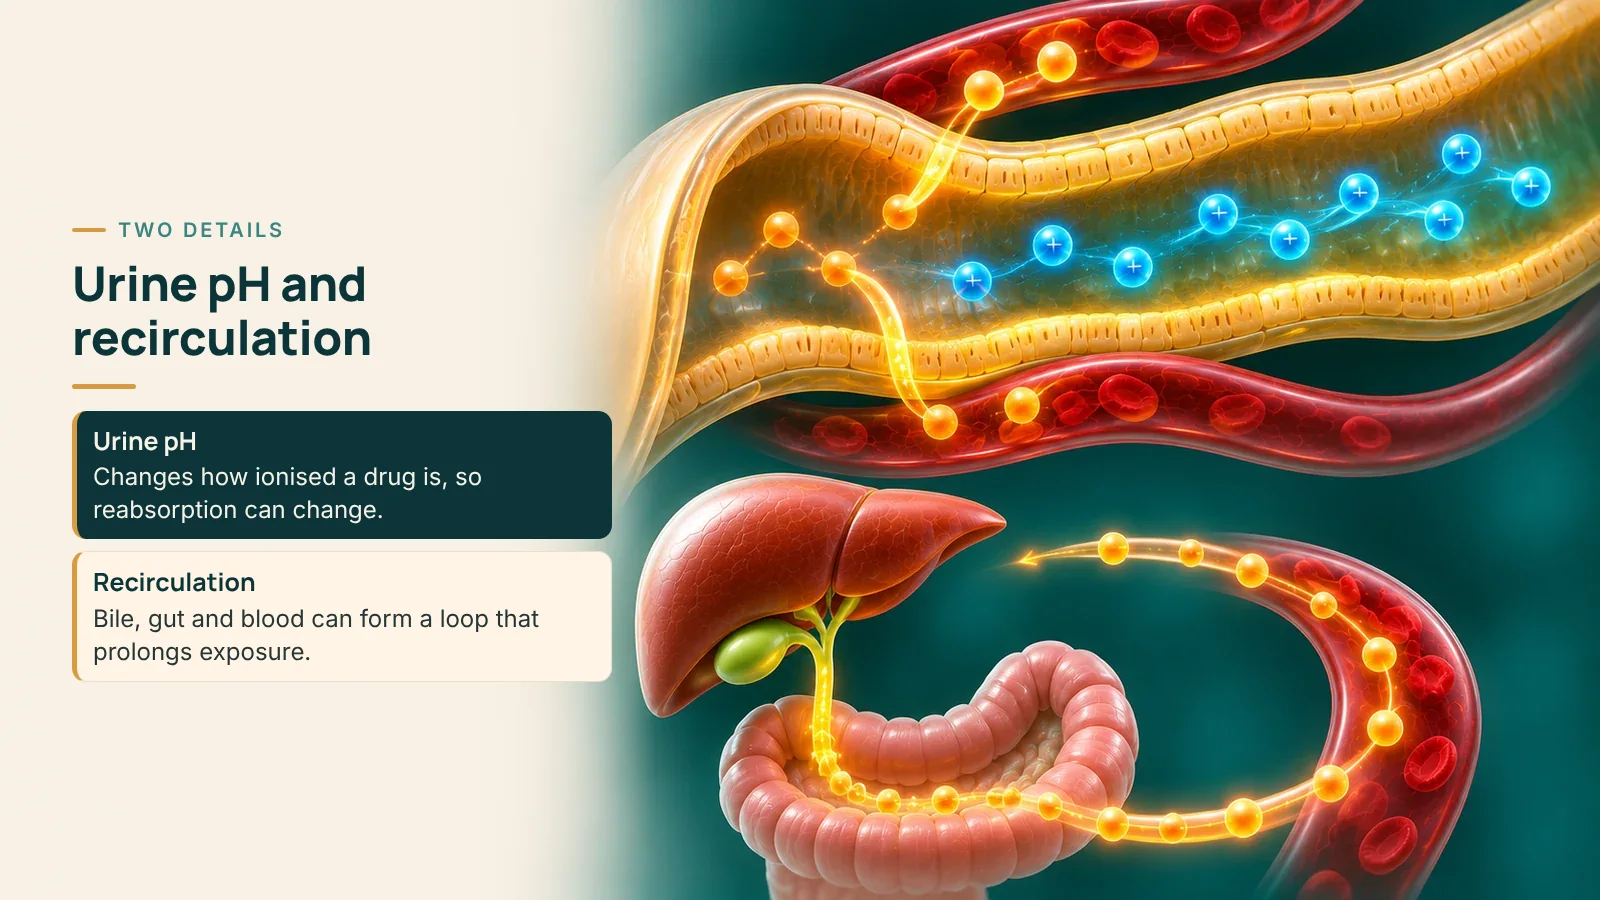 TWO DETAILS
Urine pH and
recirculation
Urine pH
Changes how ionised a drug is, so
reabsorption can change.
Recirculation
Bile, gut and blood can form a loop that
prolongs exposure.